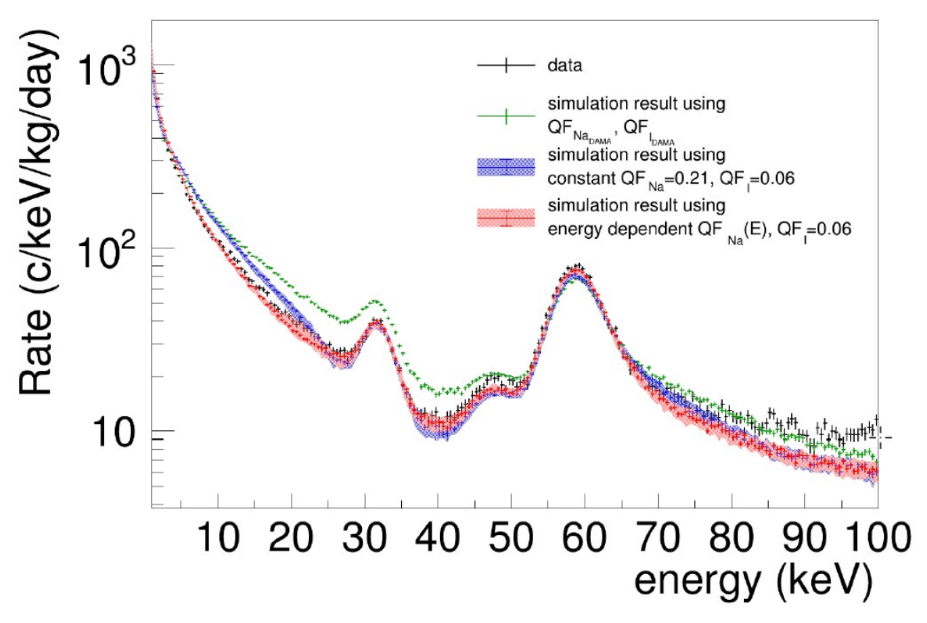 Rate (c/keV/kg/day)
10³
10²
10
data
simulation result using
QF_Na_DAMA, QF_I_DAMA
simulation result using
constant QF_Na=0.21, QF_I=0.06
simulation result using
energy dependent QF_Na(E), QF_I=0.06
10 20 30 40 50 60 70 80 90 100
energy (keV)